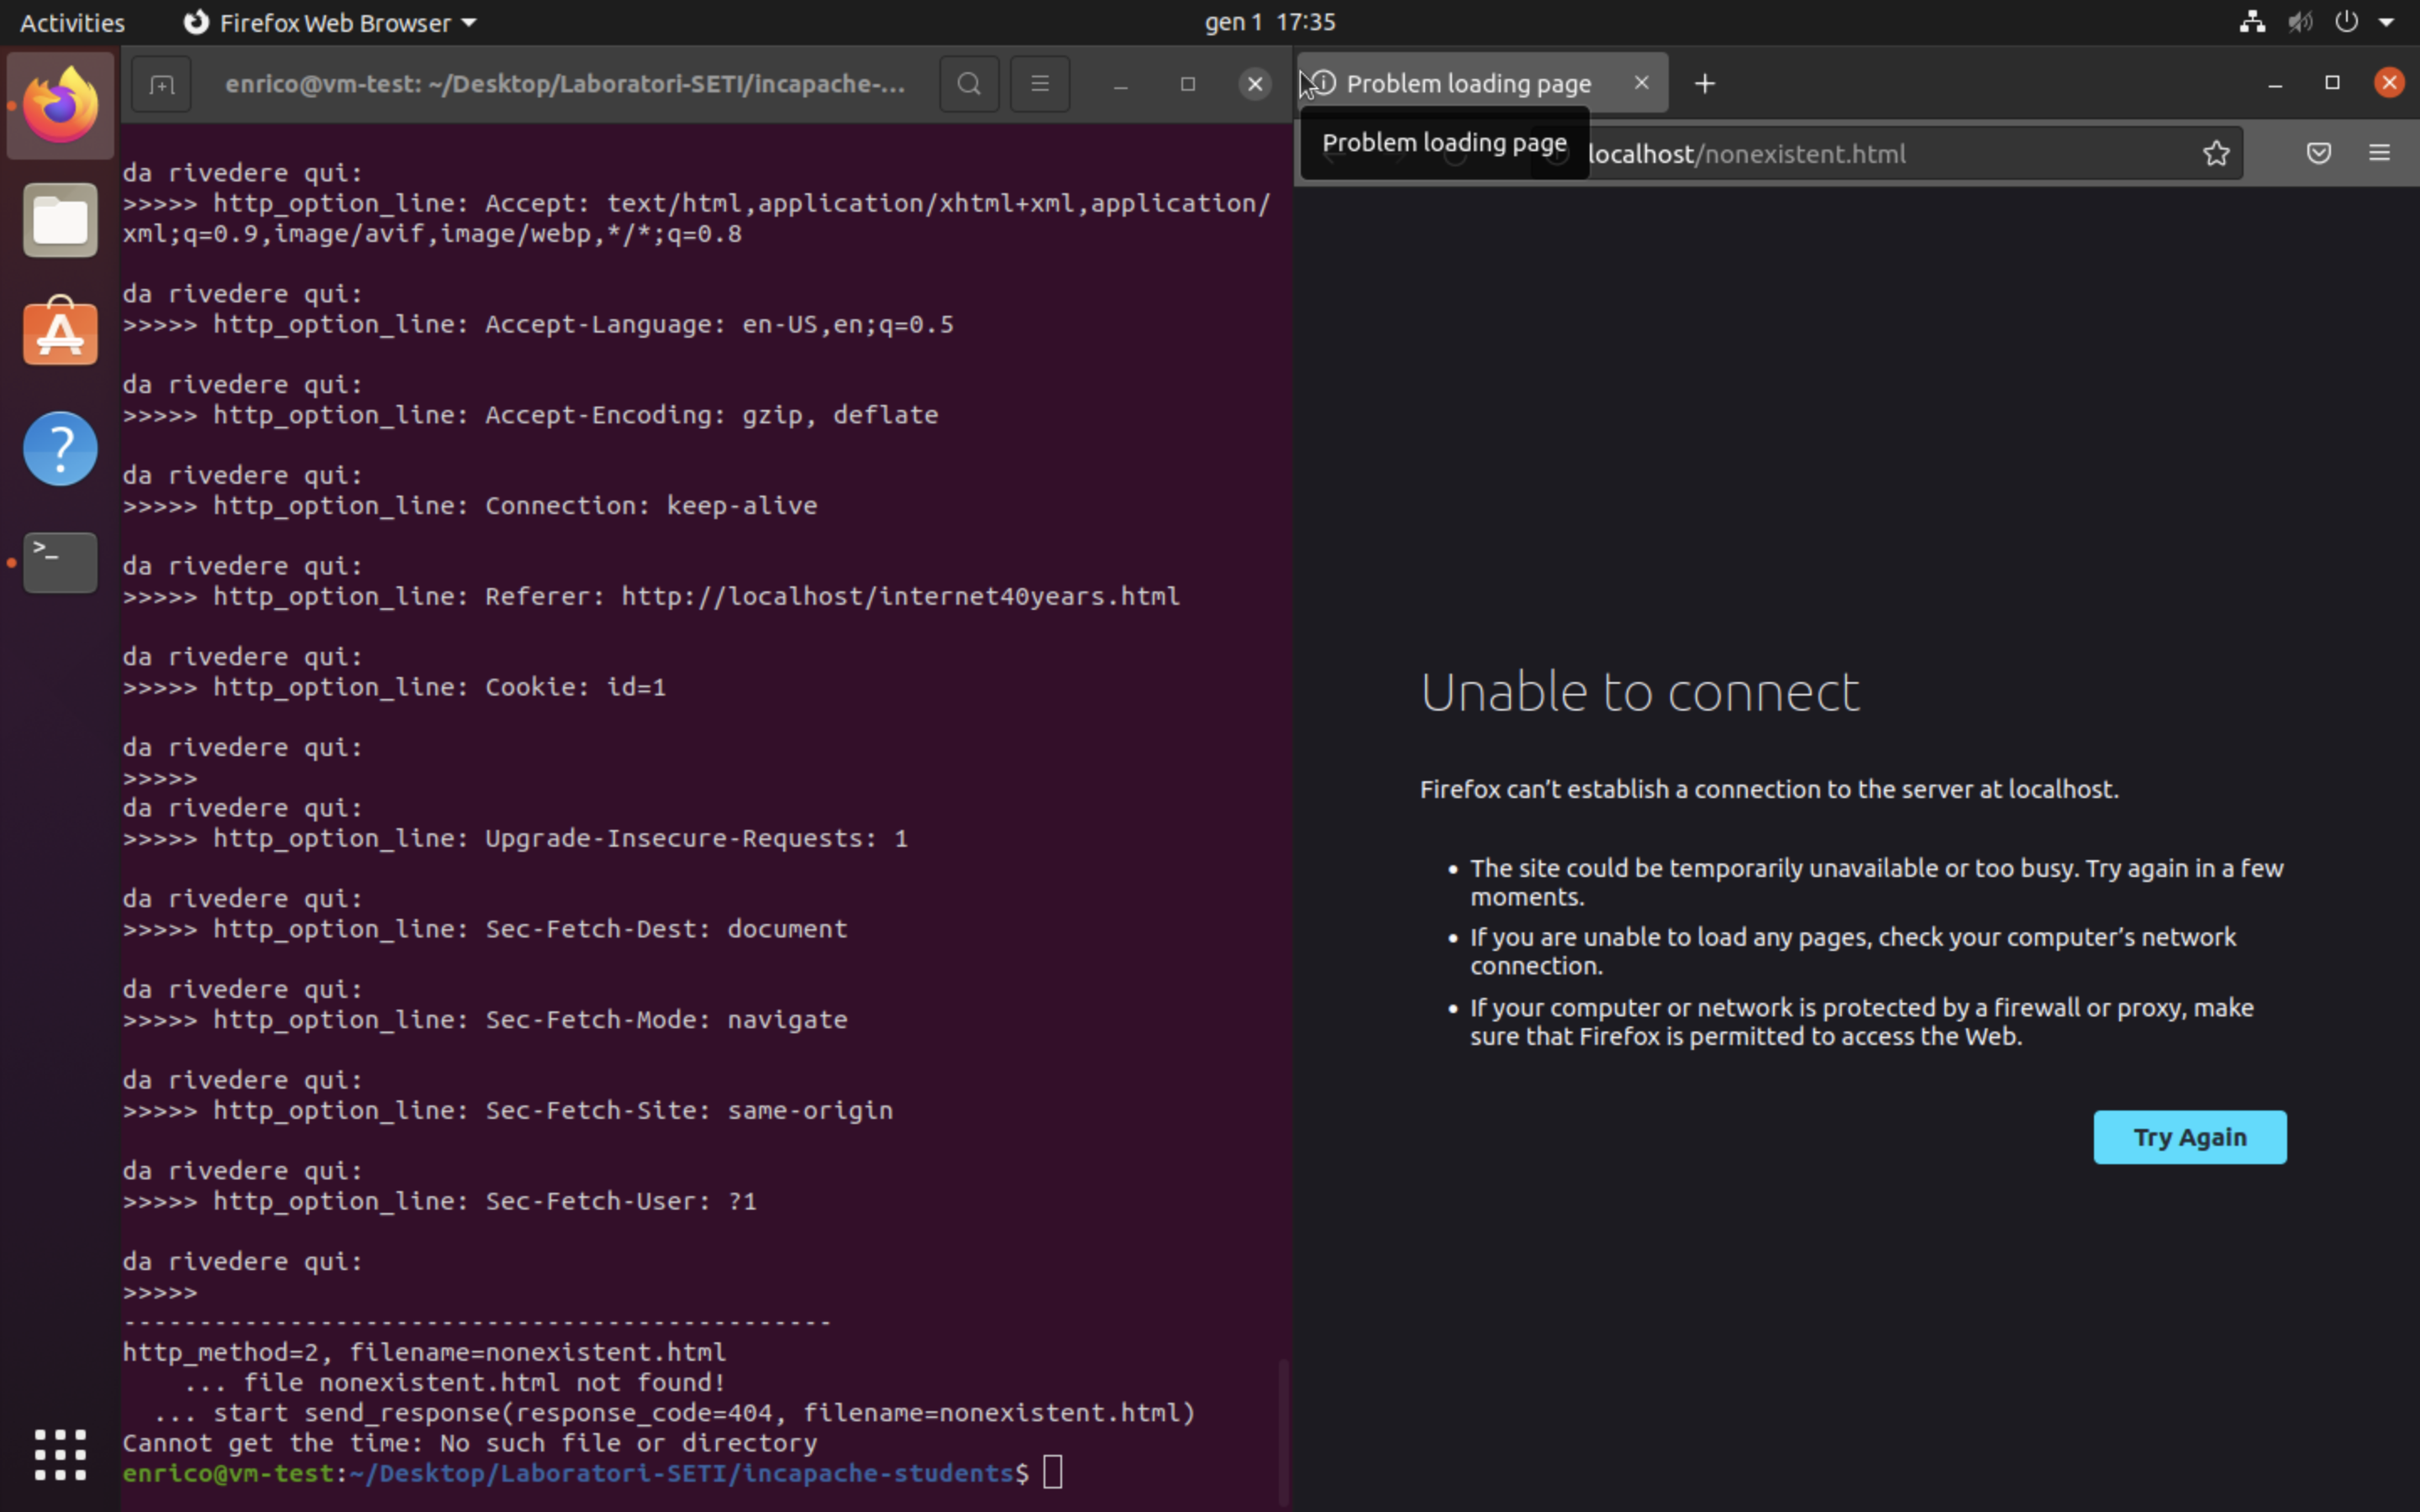 Activities
Firefox Web Browser
gen 1 17:35
enrico@vm-test: ~/Desktop/Laboratori-SETI/incapache-...
da rivedere qui:
>>>>> http_option_line: Accept: text/html,application/xhtml+xml,application/
xml;q=0.9,image/avif,image/webp,*/*;q=0.8
da rivedere qui:
>>>>> http_option_line: Accept-Language: en-US,en;q=0.5
da rivedere qui:
>>>>> http_option_line: Accept-Encoding: gzip, deflate
da rivedere qui:
>>>>> http_option_line: Connection: keep-alive
da rivedere qui:
>>>>> http_option_line: Referer: http://localhost/internet40years.html
da rivedere qui:
>>>>> http_option_line: Cookie: id=1
da rivedere qui:
>>>>>
da rivedere qui:
>>>>> http_option_line: Upgrade-Insecure-Requests: 1
da rivedere qui:
>>>>> http_option_line: Sec-Fetch-Dest: document
da rivedere qui:
>>>>> http_option_line: Sec-Fetch-Mode: navigate
da rivedere qui:
>>>>> http_option_line: Sec-Fetch-Site: same-origin
da rivedere qui:
>>>>> http_option_line: Sec-Fetch-User: ?1
da rivedere qui:
>>>>>
-----------------------------------------------
http_method=2, filename=nonexistent.html
... file nonexistent.html not found!
... start send_response(response_code=404, filename=nonexistent.html)
Cannot get the time: No such file or directory
enrico@vm-test:~/Desktop/Laboratori-SETI/incapache-students$
Problem loading page
Problem loading page
localhost/nonexistent.html
Unable to connect
Firefox can’t establish a connection to the server at localhost.
• The site could be temporarily unavailable or too busy. Try again in a few
moments.
• If you are unable to load any pages, check your computer’s network
connection.
• If your computer or network is protected by a firewall or proxy, make
sure that Firefox is permitted to access the Web.
Try Again